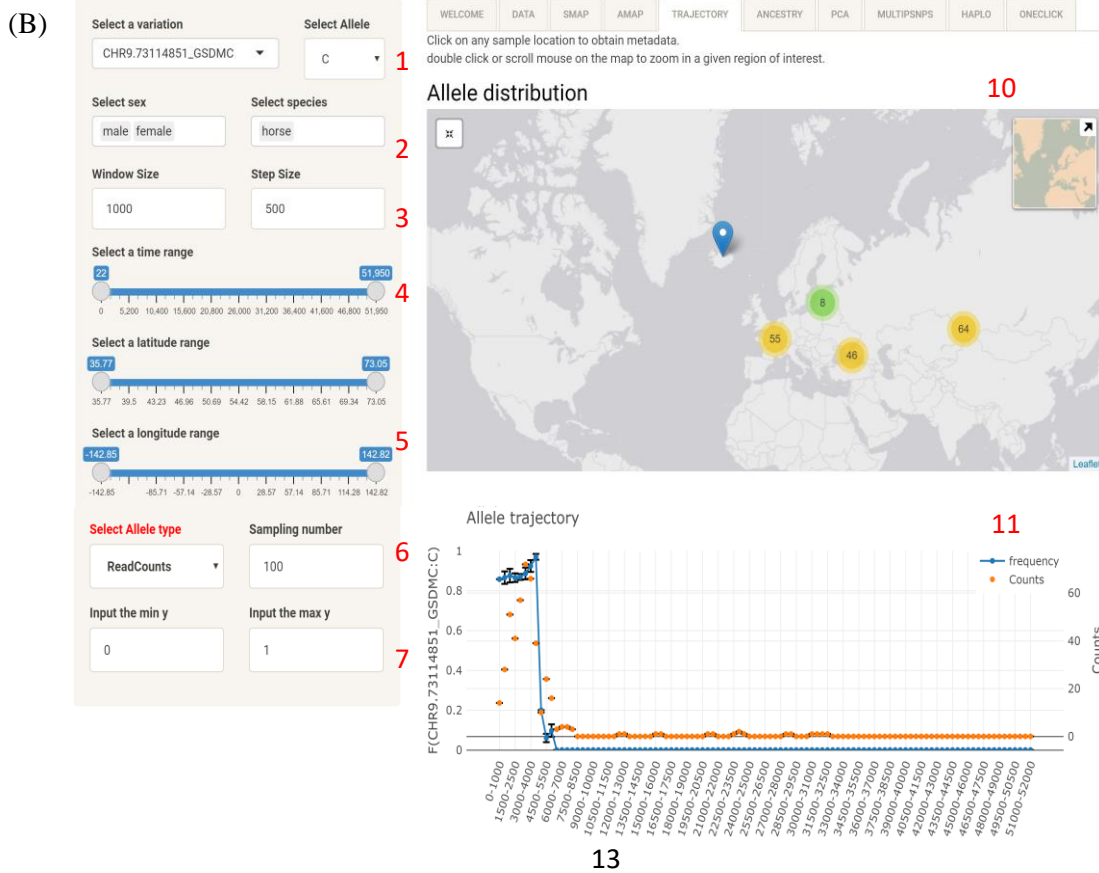 (B)
Select a variation Select Allele
CHR9.73114851_GSDMC C 1
Select sex Select species
male female horse 2
Window Size Step Size
1000 500 3
Select a time range
22 51,950
4
0 5,200 10,400 15,600 20,800 26,000 31,200 36,400 41,600 46,800 51,950
Select a latitude range
35.77 73.05
35.77 39.5 43.23 46.96 50.69 54.42 58.15 61.88 65.61 69.34 73.05
Select a longitude range 5
-142.85 142.82
-142.85 -85.71 -57.14 -28.57 0 28.57 57.14 85.71 114.28 142.82
Select Allele type Sampling number
ReadCounts 100 6
Input the min y Input the max y
0 1 7
WELCOME DATA SMAP AMAP TRAJECTORY ANCESTRY PCA MULTIPSNPS HAPLO ONECLICK
Click on any sample location to obtain metadata.
double click or scroll mouse on the map to zoom in a given region of interest.
Allele distribution 10
8
55
46
64
Leaflet
Allele trajectory 11
frequency
Counts
F(CHR9.73114851_GSDMC:C)
1
0.8
0.6
0.4
0.2
0
60
40
20
0
Counts
0-1000
1500-2500
3000-4000
4500-5500
6000-7000
7500-8500
9000-10000
10500-11500
12000-13000
13500-14500
15000-16000
16500-17500
18000-19000
19500-20500
21000-22000
22500-23500
24000-25000
25500-26500
27000-28000
28500-29500
30000-31000
31500-32500
33000-34000
34500-35500
36000-37000
37500-38500
39000-40000
40500-41500
42000-43000
43500-44500
45000-46000
46500-47500
48000-49000
49500-50500
51000-52000
13